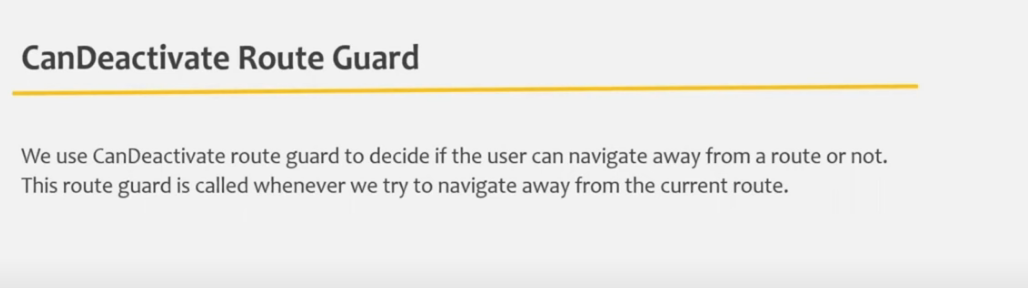 CanDeactivate Route Guard
We use CanDeactivate route guard to decide if the user can navigate away from a route or not.
This route guard is called whenever we try to navigate away from the current route.